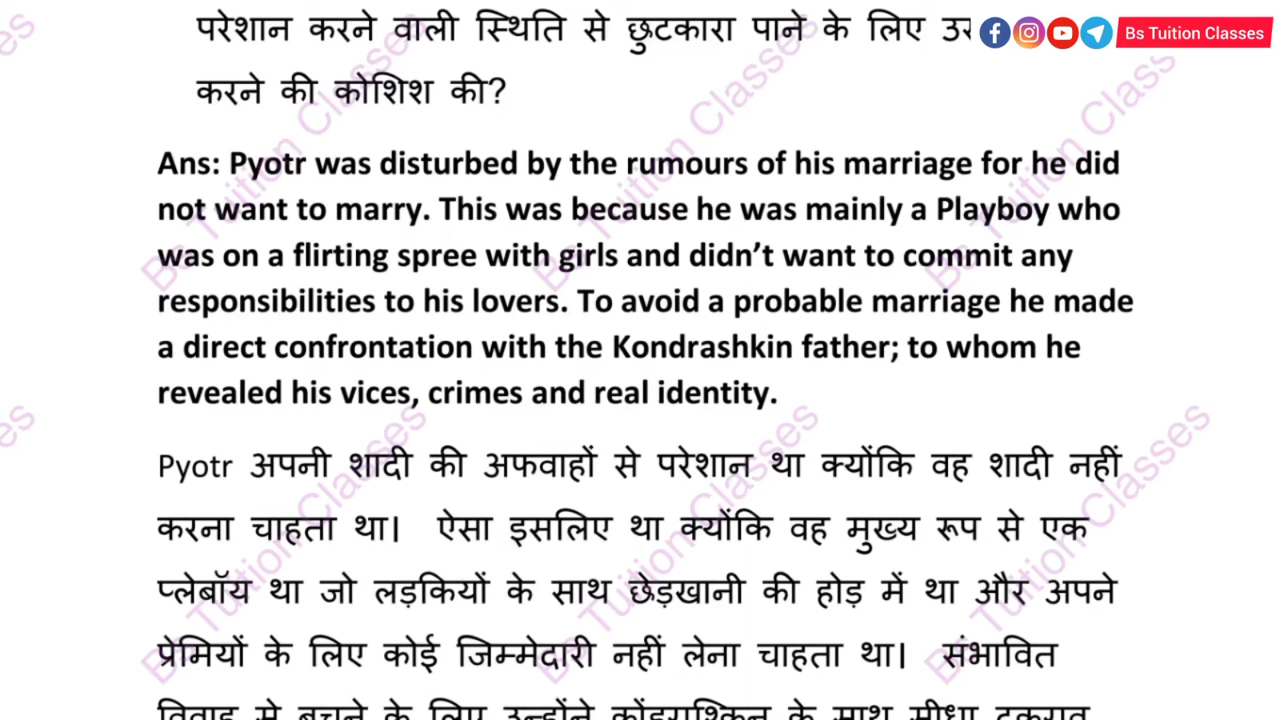 परेशान करने वाली स्थिति से छुटकारा पाने के लिए
Bs Tuition Classes
करने की कोशिश की?
Ans: Pyotr was disturbed by the rumours of his marriage for he did
not want to marry. This was because he was mainly a Playboy who
was on a flirting spree with girls and didn’t want to commit any
responsibilities to his lovers. To avoid a probable marriage he made
a direct confrontation with the Kondrashkin father; to whom he
revealed his vices, crimes and real identity.
Pyotr अपनी शादी की अफवाहों से परेशान था क्योंकि वह शादी नहीं
करना चाहता था। ऐसा इसलिए था क्योंकि वह मुख्य रूप से एक
प्लेबॉय था जो लड़कियों के साथ छेड़खानी की होड़ में था और अपने
प्रेमियों के लिए कोई जिम्मेदारी नहीं लेना चाहता था। संभावित
विवाह से बचने के लिए उन्होंने कोंड्राश्किन के साथ सीधा टकराव